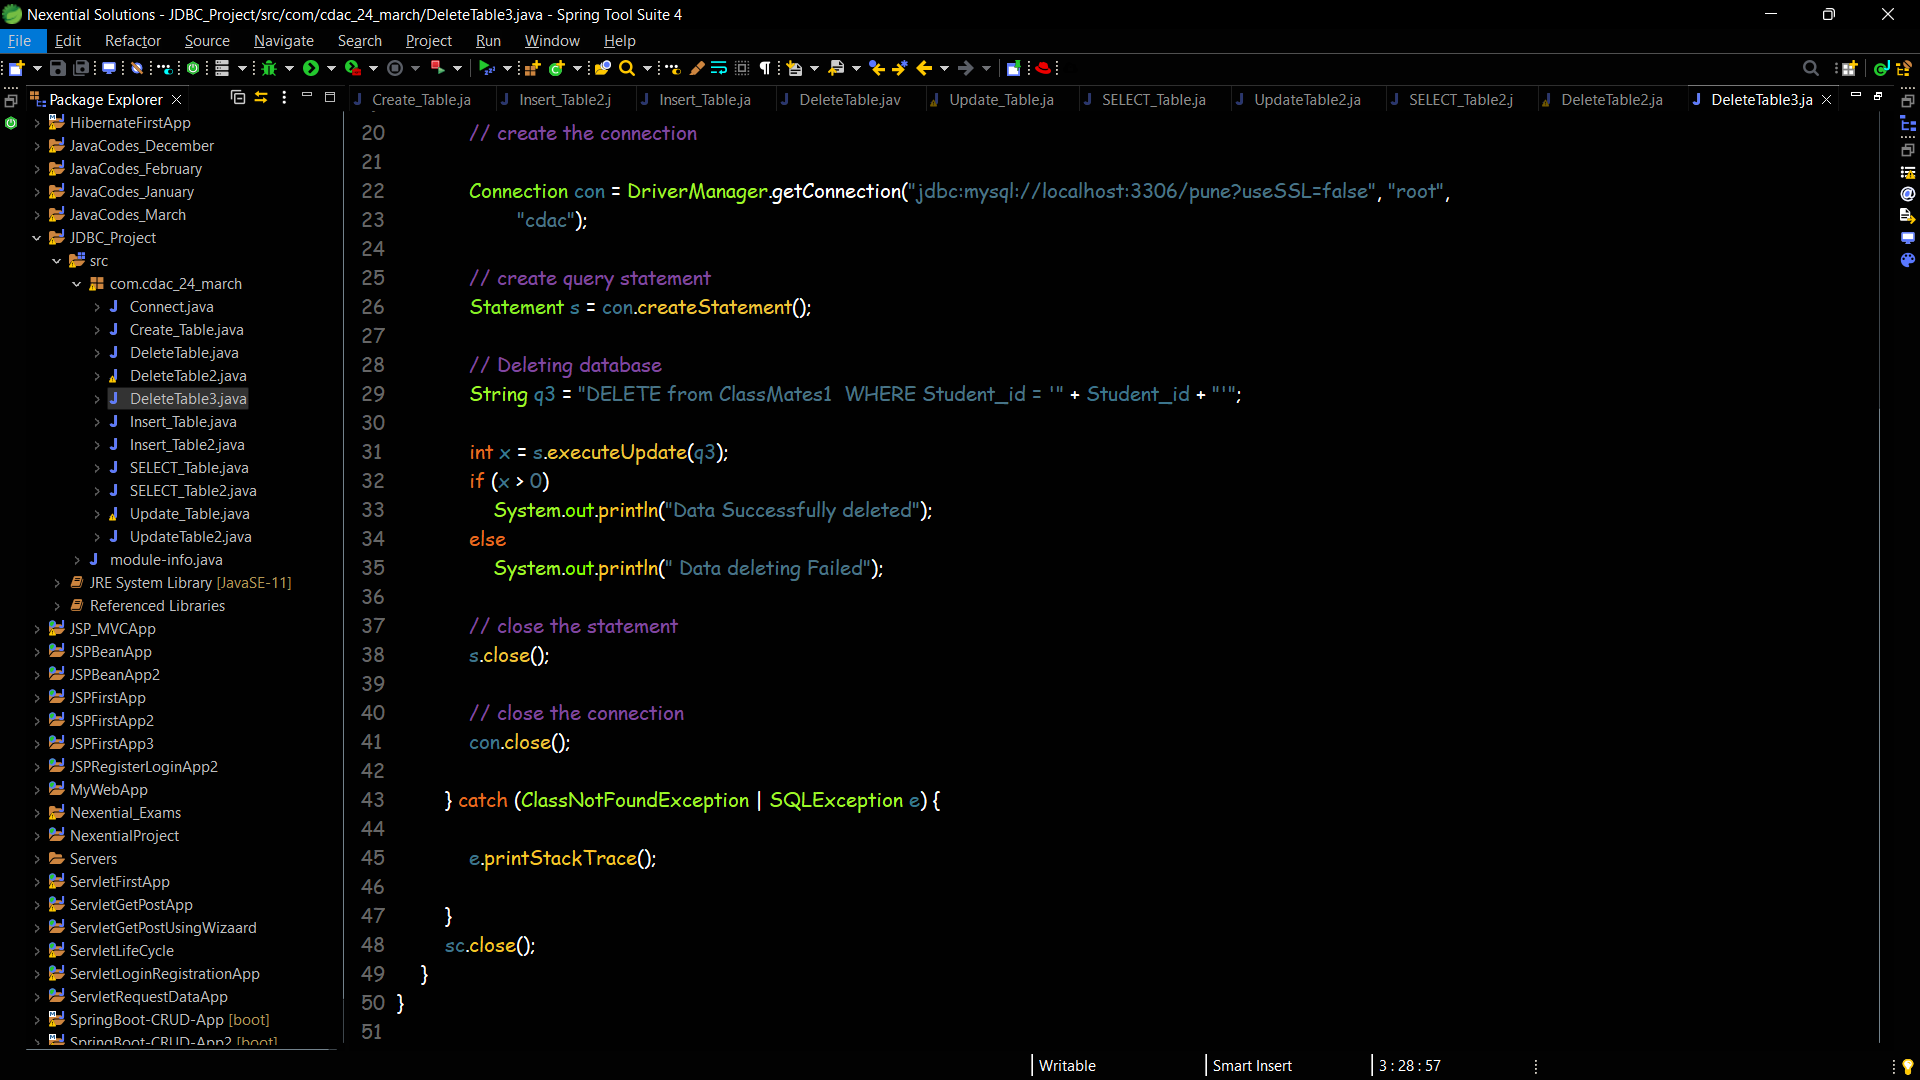 Nexential Solutions - JDBC_Project/src/com/cdac_24_march/DeleteTable3.java - Spring Tool Suite 4
File Edit Refactor Source Navigate Search Project Run Window Help
Package Explorer
Create_Table.ja Insert_Table2.j Insert_Table.ja DeleteTable.jav Update_Table.ja SELECT_Table.ja UpdateTable2.ja SELECT_Table2.j DeleteTable2.ja DeleteTable3.ja
HibernateFirstApp
JavaCodes_December
JavaCodes_February
JavaCodes_January
JavaCodes_March
JDBC_Project
src
com.cdac_24_march
Connect.java
Create_Table.java
DeleteTable.java
DeleteTable2.java
DeleteTable3.java
Insert_Table.java
Insert_Table2.java
SELECT_Table.java
SELECT_Table2.java
Update_Table.java
UpdateTable2.java
module-info.java
JRE System Library [JavaSE-11]
Referenced Libraries
JSP_MVCApp
JSPBeanApp
JSPBeanApp2
JSPFirstApp
JSPFirstApp2
JSPFirstApp3
JSPRegisterLoginApp2
MyWebApp
Nexential_Exams
NexentialProject
Servers
ServletFirstApp
ServletGetPostApp
ServletGetPostUsingWizaard
ServletLifeCycle
ServletLoginRegistrationApp
ServletRequestDataApp
SpringBoot-CRUD-App [boot]
SpringBoot-CRUD-App2 [boot]
20 // create the connection
21
22 Connection con = DriverManager.getConnection("jdbc:mysql://localhost:3306/pune?useSSL=false", "root",
23 "cdac");
24
25 // create query statement
26 Statement s = con.createStatement();
27
28 // Deleting database
29 String q3 = "DELETE from ClassMates1  WHERE Student_id = '" + Student_id + "'";
30
31 int x = s.executeUpdate(q3);
32 if (x > 0)
33 System.out.println("Data Successfully deleted");
34 else
35 System.out.println(" Data deleting Failed");
36
37 // close the statement
38 s.close();
39
40 // close the connection
41 con.close();
42
43 } catch (ClassNotFoundException | SQLException e) {
44
45 e.printStackTrace();
46
47 }
48 sc.close();
49 }
50 }
51
Writable Smart Insert 3 : 28 : 57